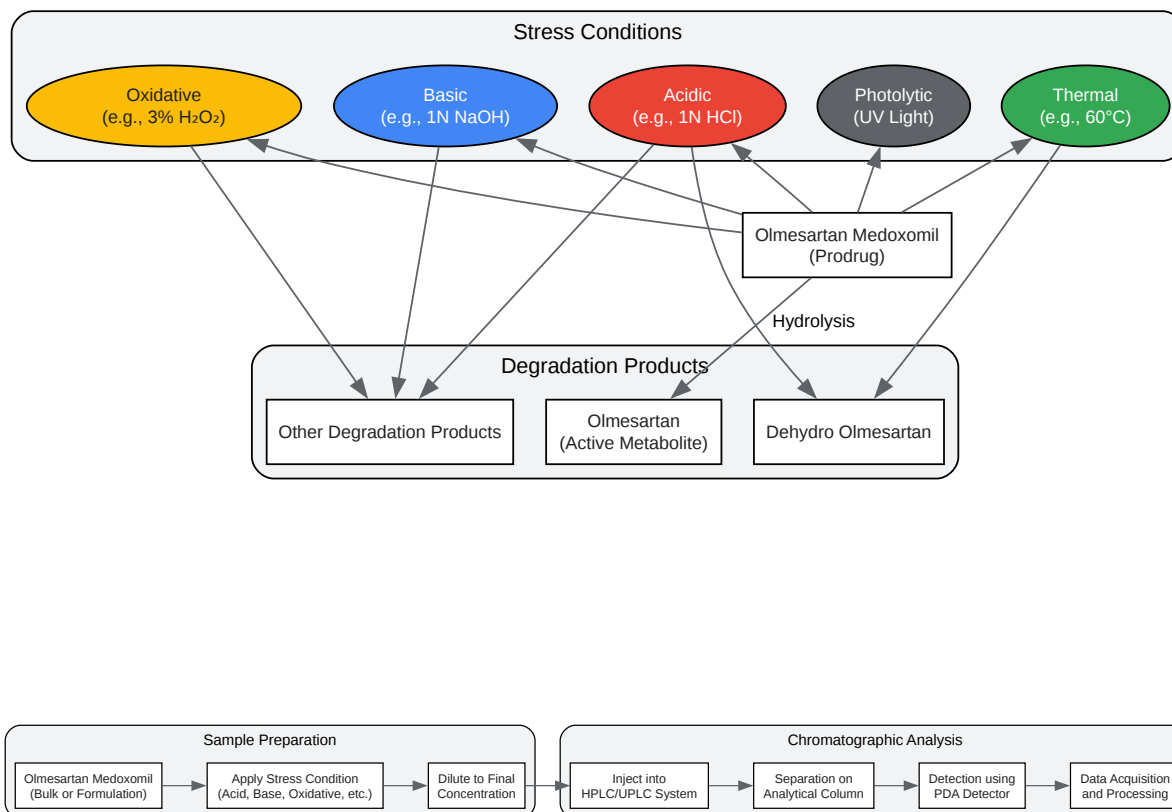 Stress Conditions
Oxidative
(e.g., 3% H₂O₂)
Basic
(e.g., 1N NaOH)
Acidic
(e.g., 1N HCl)
Photolytic
(UV Light)
Thermal
(e.g., 60°C)
Olmesartan Medoxomil
(Prodrug)
Hydrolysis
Degradation Products
Other Degradation Products
Olmesartan
(Active Metabolite)
Dehydro Olmesartan
Sample Preparation
Olmesartan Medoxomil
(Bulk or Formulation)
Apply Stress Condition
(Acid, Base, Oxidative, etc.)
Dilute to Final
Concentration
Chromatographic Analysis
Inject into
HPLC/UPLC System
Separation on
Analytical Column
Detection using
PDA Detector
Data Acquisition
and Processing